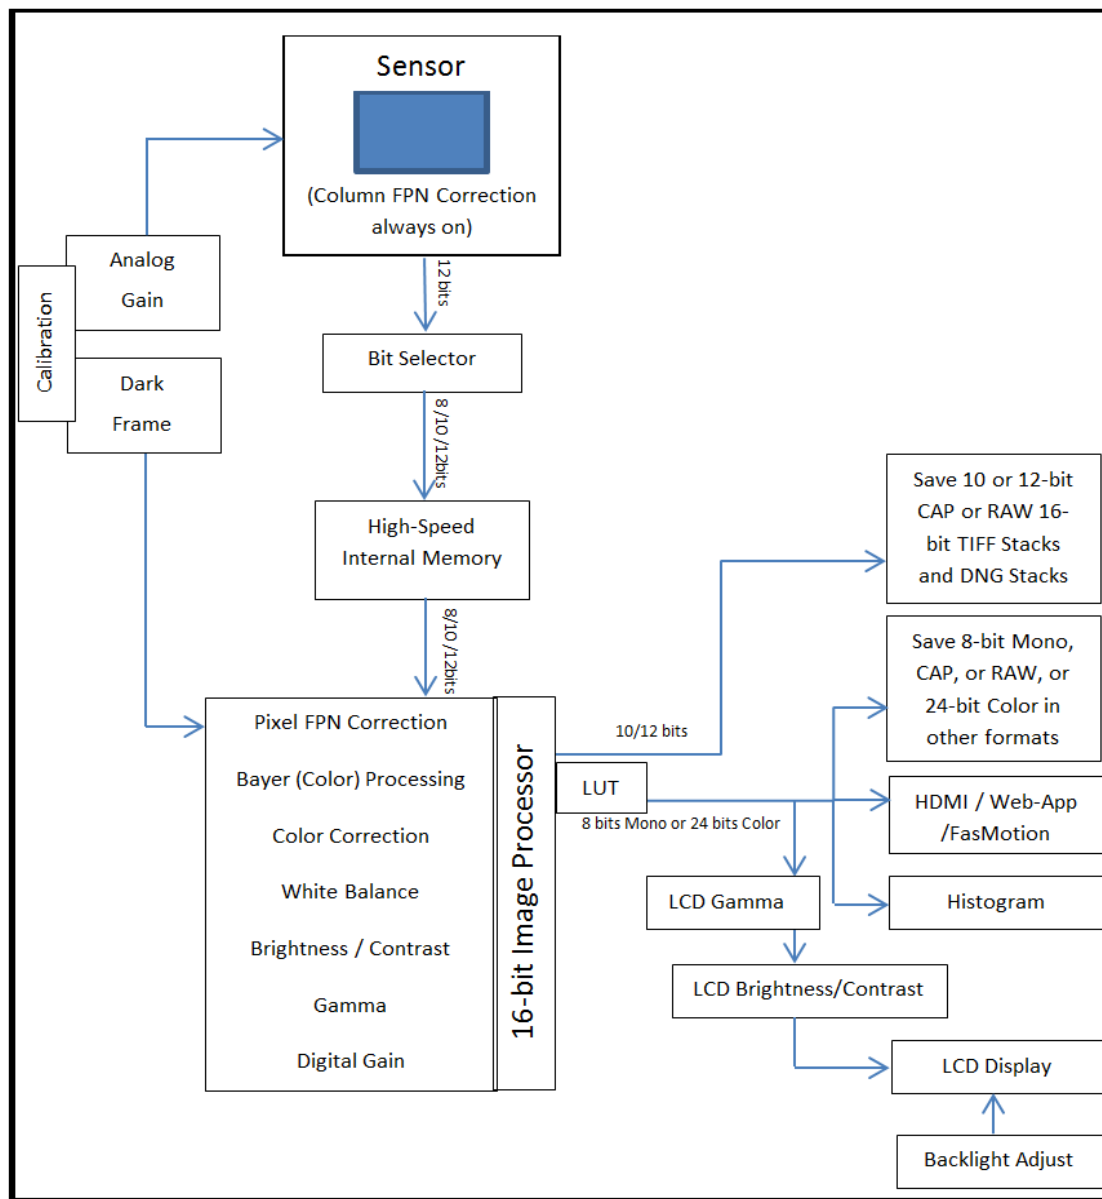 Sensor
(Column FPN Correction
always on)
Analog
Gain
Calibration
Dark
Frame
12 bits
Bit Selector
8 /10 /12bits
High-Speed
Internal Memory
8/10 /12bits
Pixel FPN Correction
Bayer (Color) Processing
Color Correction
White Balance
Brightness / Contrast
Gamma
Digital Gain
16-bit Image Processor
10/12 bits
LUT
8 bits Mono or 24 bits Color
Save 10 or 12-bit
CAP or RAW 16-
bit TIFF Stacks
and DNG Stacks
Save 8-bit Mono,
CAP, or RAW, or
24-bit Color in
other formats
HDMI / Web-App
/FasMotion
Histogram
LCD Gamma
LCD Brightness/Contrast
LCD Display
Backlight Adjust